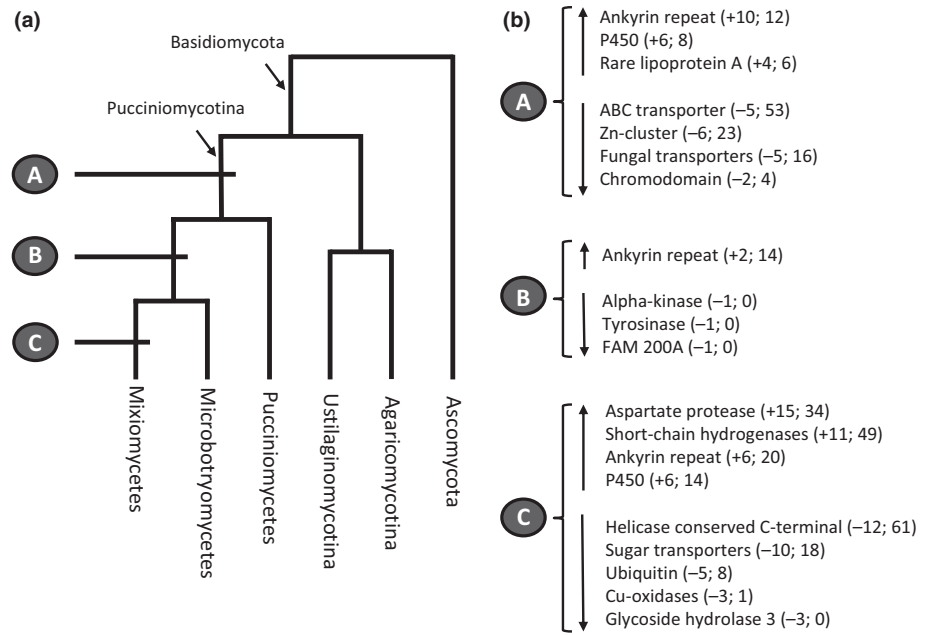 (a)
Basidiomycota
Pucciniomycotina
A
B
C
Mixiomycetes
Microbotryomycetes
Pucciniomycetes
Ustilaginomycotina
Agaricomycotina
Ascomycota
(b)
A
Ankyrin repeat (+10; 12)
P450 (+6; 8)
Rare lipoprotein A (+4; 6)
ABC transporter (–5; 53)
Zn-cluster (–6; 23)
Fungal transporters (–5; 16)
Chromodomain (–2; 4)
B
Ankyrin repeat (+2; 14)
Alpha-kinase (–1; 0)
Tyrosinase (–1; 0)
FAM 200A (–1; 0)
C
Aspartate protease (+15; 34)
Short-chain hydrogenases (+11; 49)
Ankyrin repeat (+6; 20)
P450 (+6; 14)
Helicase conserved C-terminal (–12; 61)
Sugar transporters (–10; 18)
Ubiquitin (–5; 8)
Cu-oxidases (–3; 1)
Glycoside hydrolase 3 (–3; 0)